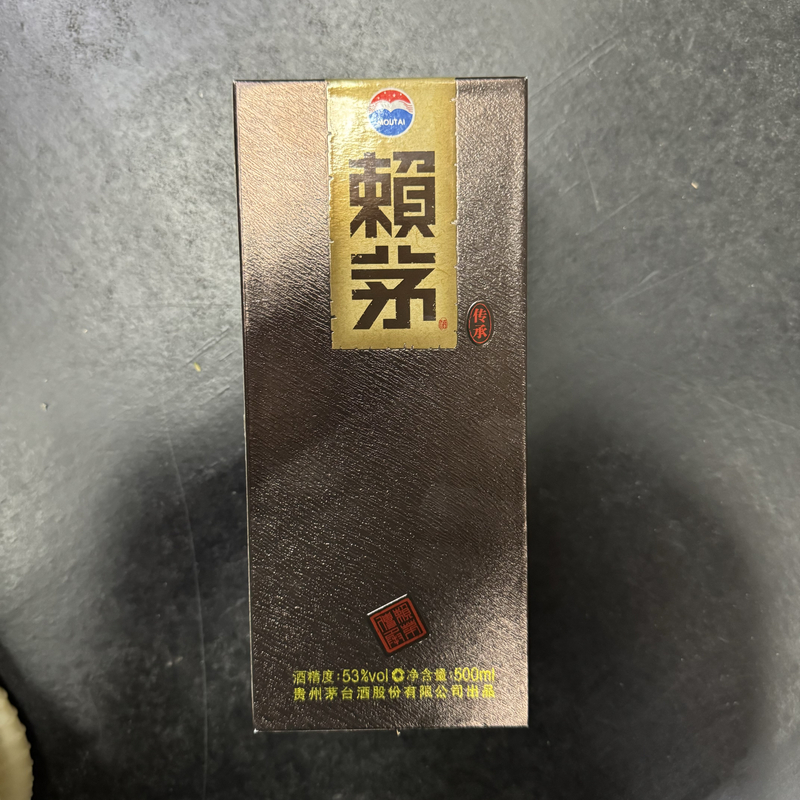 MOUTAI
賴茅
传承
酒精度:53%vol 净含量:500ml
贵州茅台酒股份有限公司出品